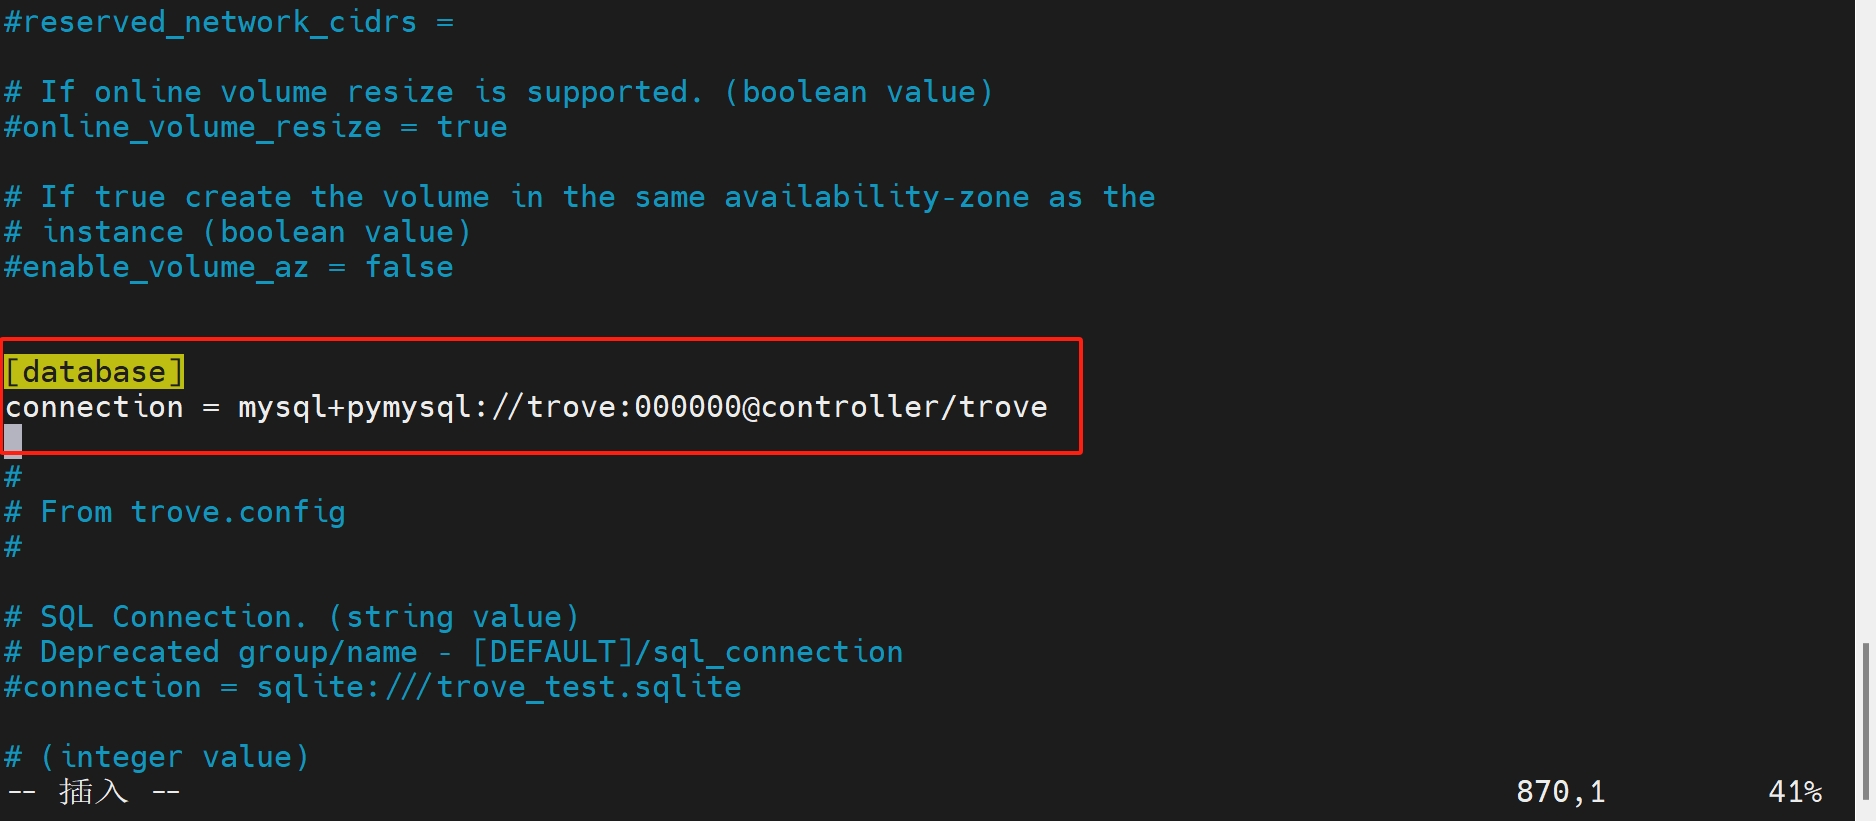 #reserved_network_cidrs =
# If online volume resize is supported. (boolean value)
#online_volume_resize = true
# If true create the volume in the same availability-zone as the
# instance (boolean value)
#enable_volume_az = false
[database]
connection = mysql+pymysql://trove:000000@controller/trove
#
# From trove.config
#
# SQL Connection. (string value)
# Deprecated group/name - [DEFAULT]/sql_connection
#connection = sqlite:///trove_test.sqlite
# (integer value)
-- 插入 -- 870,1 41%